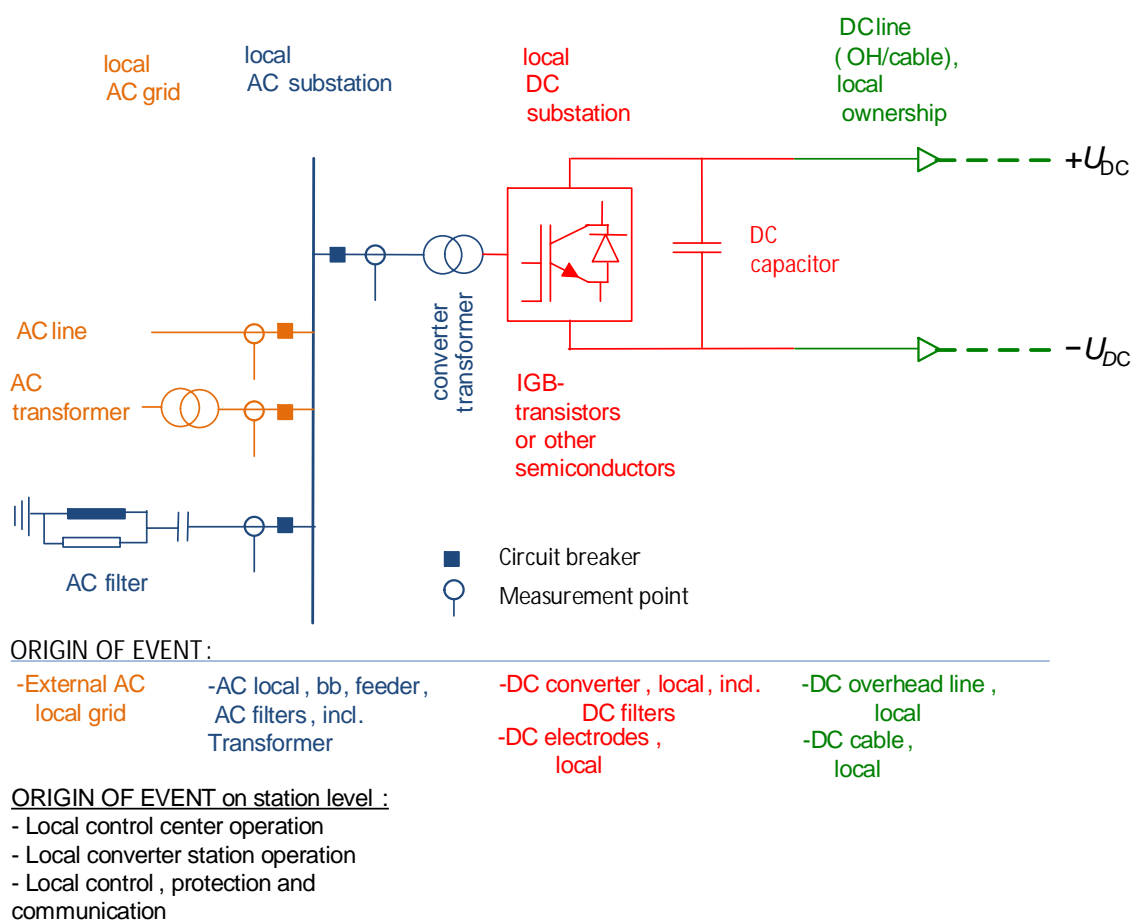 local
AC grid
local
AC substation
local
DC
substation
DC line
( OH/cable),
local
ownership
+UDC
DC
capacitor
converter
transformer
AC line
−UDC
AC
transformer
IGB-
transistors
or other
semiconductors
AC filter
Circuit breaker
Measurement point
ORIGIN OF EVENT :
-External AC
local grid
-AC local , bb, feeder ,
AC filters , incl.
Transformer
-DC converter , local , incl.
DC filters
-DC electrodes ,
local
-DC overhead line ,
local
-DC cable,
local
ORIGIN OF EVENT on station level :
- Local control center operation
- Local converter station operation
- Local control , protection and
communication